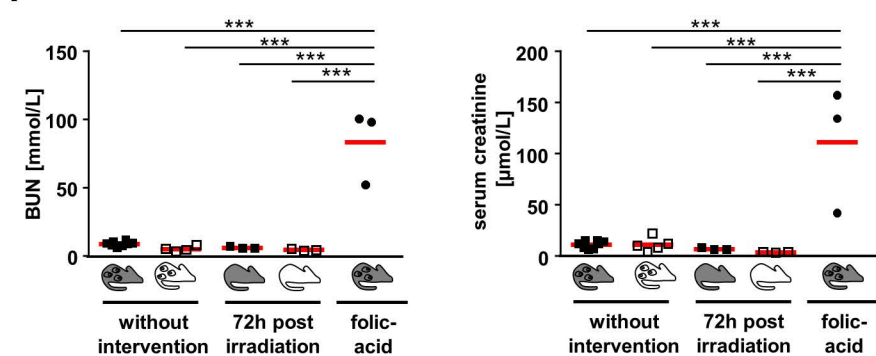 ***
***
***
***
150
100
50
0
BUN [mmol/L]
without
intervention
72h post
irradiation
folic-
acid
***
***
***
***
200
150
100
50
0
serum creatinine
[µmol/L]
without
intervention
72h post
irradiation
folic-
acid